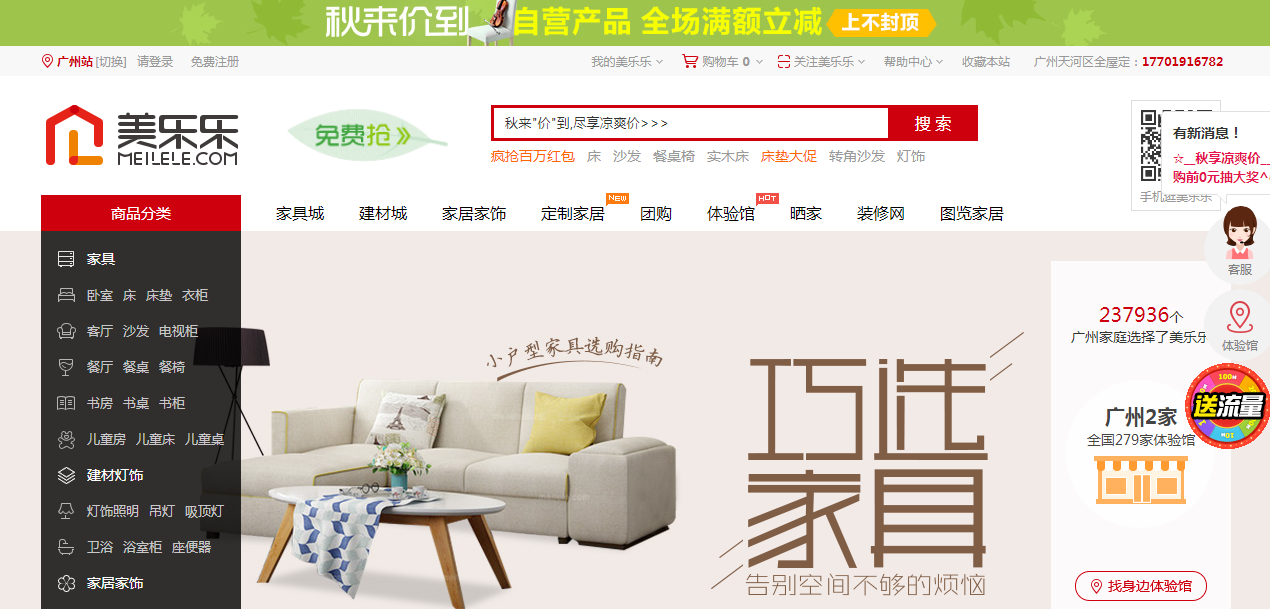 秋来价到 自营产品 全场满额立减 上不封顶
广州站 [切换] 请登录 免费注册 我的美乐乐 购物车 0 关注美乐乐 帮助中心 收藏本站 广州天河区全屋定：17701916782
美乐乐
MEILELE.COM
免费抢
秋来"价"到,尽享凉爽价>>> 搜 索
疯抢百万红包 床 沙发 餐桌椅 实木床 床垫大促 转角沙发 灯饰
有新消息！
☆__秋享凉爽价__
购前0元抽大奖^
手机逛美乐乐
商品分类 家具城 建材城 家居家饰 定制家居 NEW 团购 体验馆 HOT 晒家 装修网 图览家居
家具
卧室 床 床垫 衣柜
客厅 沙发 电视柜
餐厅 餐桌 餐椅
书房 书桌 书柜
儿童房 儿童床 儿童桌
建材灯饰
灯饰照明 吊灯 吸顶灯
卫浴 浴室柜 座便器
家居家饰
小户型家具选购指南
巧选
家具
告别空间不够的烦恼
237936个
广州家庭选择了美乐乐
广州2家
全国279家体验馆
找身边体验馆
客服
体验馆
100M
送流量